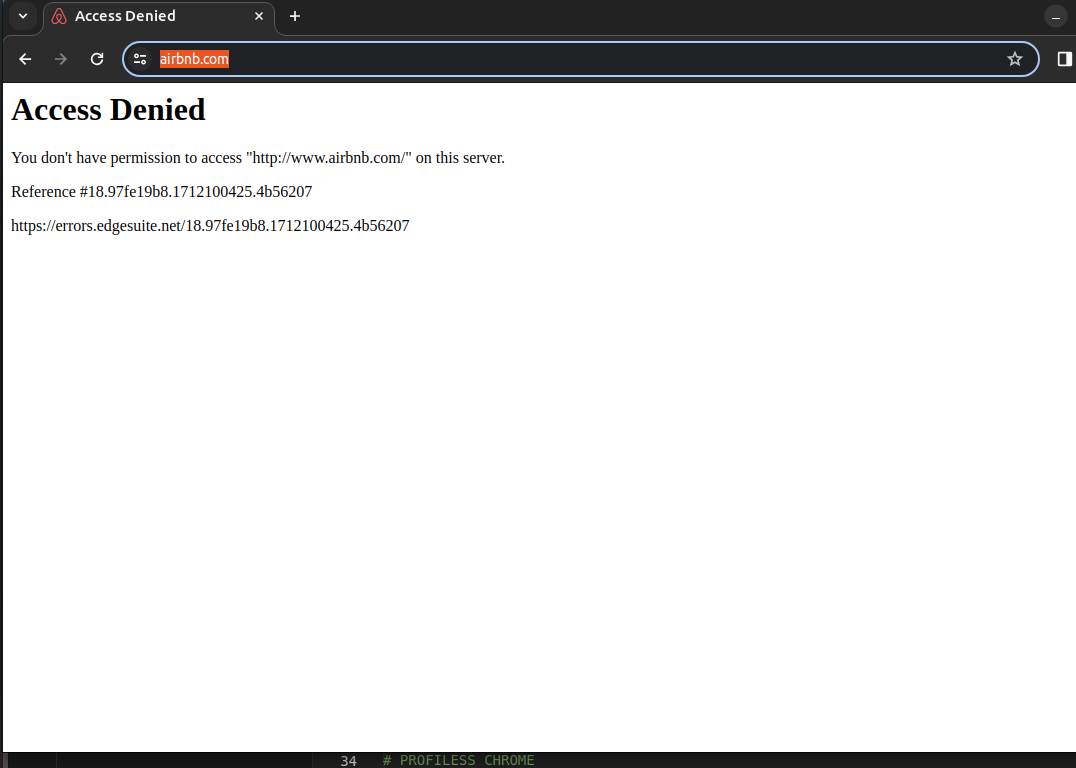 Access Denied
airbnb.com
Access Denied
You don't have permission to access "http://www.airbnb.com/" on this server.
Reference #18.97fe19b8.1712100425.4b56207
https://errors.edgesuite.net/18.97fe19b8.1712100425.4b56207
34 # PROFILESS CHROME